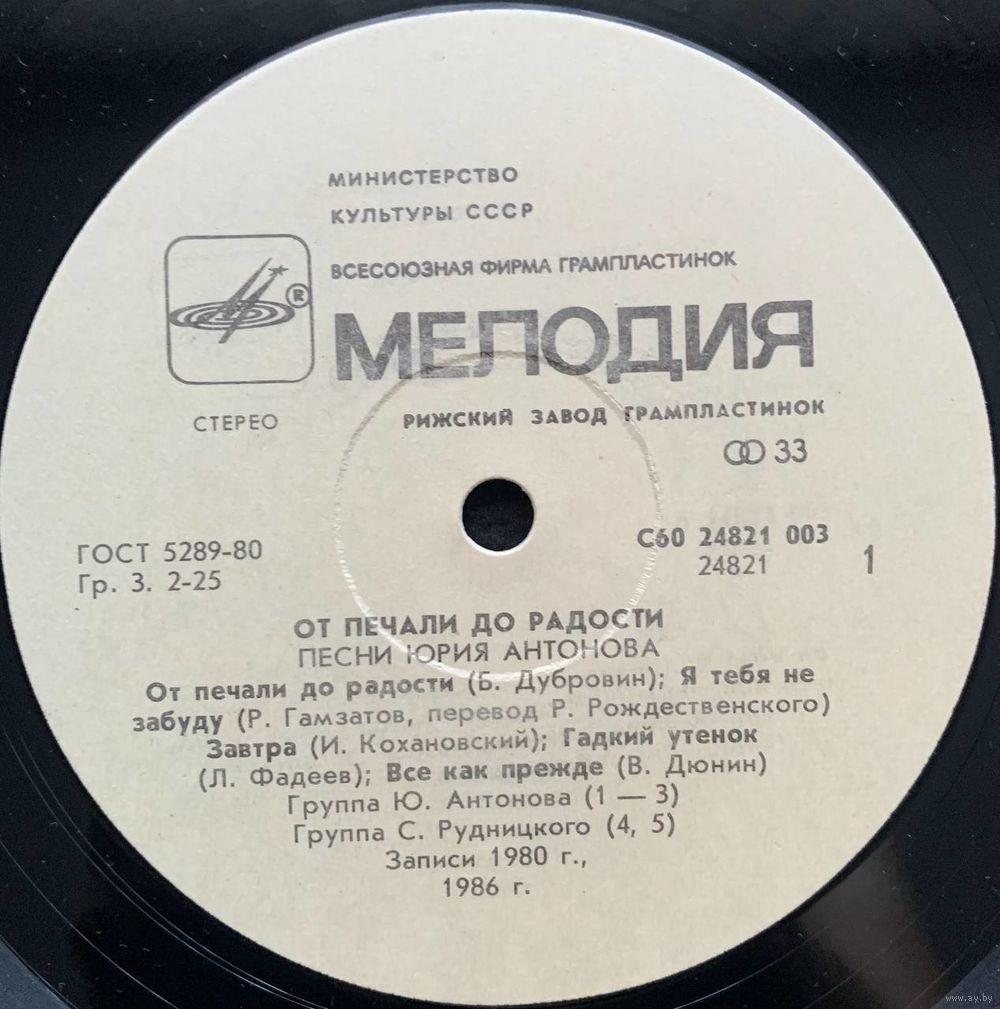 МИНИСТЕРСТВО
КУЛЬТУРЫ СССР
ВСЕСОЮЗНАЯ ФИРМА ГРАМПЛАСТИНОК
®
МЕЛОДИЯ
СТЕРЕО
РИЖСКИЙ ЗАВОД ГРАМПЛАСТИНОК
33
ГОСТ 5289-80
Гр. 3. 2-25
С60 24821 003
24821
1
ОТ ПЕЧАЛИ ДО РАДОСТИ
ПЕСНИ ЮРИЯ АНТОНОВА
От печали до радости (Б. Дубровин); Я тебя не
забуду (Р. Гамзатов, перевод Р. Рождественского)
Завтра (И. Кохановский); Гадкий утенок
(Л. Фадеев); Все как прежде (В. Дюнин)
Группа Ю. Антонова (1 — 3)
Группа С. Рудницкого (4, 5)
Записи 1980 г.,
1986 г.
www.ay.by